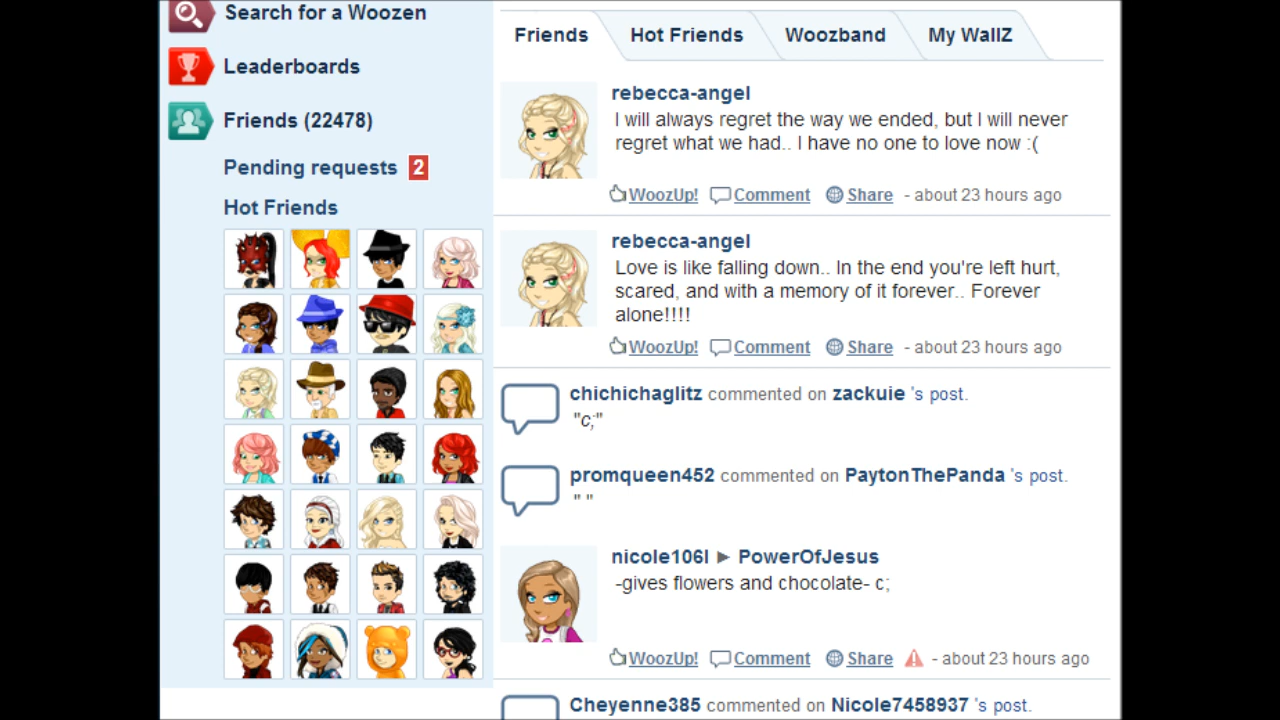 Search for a Woozen
Leaderboards
Friends (22478)
Pending requests 2
Hot Friends
Friends
Hot Friends
Woozband
My WallZ
rebecca-angel
I will always regret the way we ended, but I will never
regret what we had.. I have no one to love now :(
WoozUp! Comment Share - about 23 hours ago
rebecca-angel
Love is like falling down.. In the end you're left hurt,
scared, and with a memory of it forever.. Forever
alone!!!!
WoozUp! Comment Share - about 23 hours ago
chichichaglitz commented on zackuie 's post.
"c;"
promqueen452 commented on PaytonThePanda 's post.
" "
nicole106l ► PowerOfJesus
-gives flowers and chocolate- c;
WoozUp! Comment Share - about 23 hours ago
Cheyenne385 commented on Nicole7458937 's post.